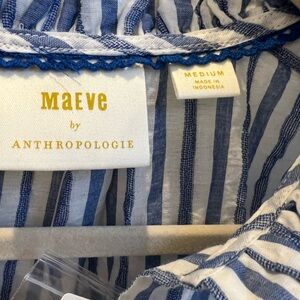 MaEve
by
ANTHROPOLOGIE
MEDIUM
MADE IN
INDONESIA